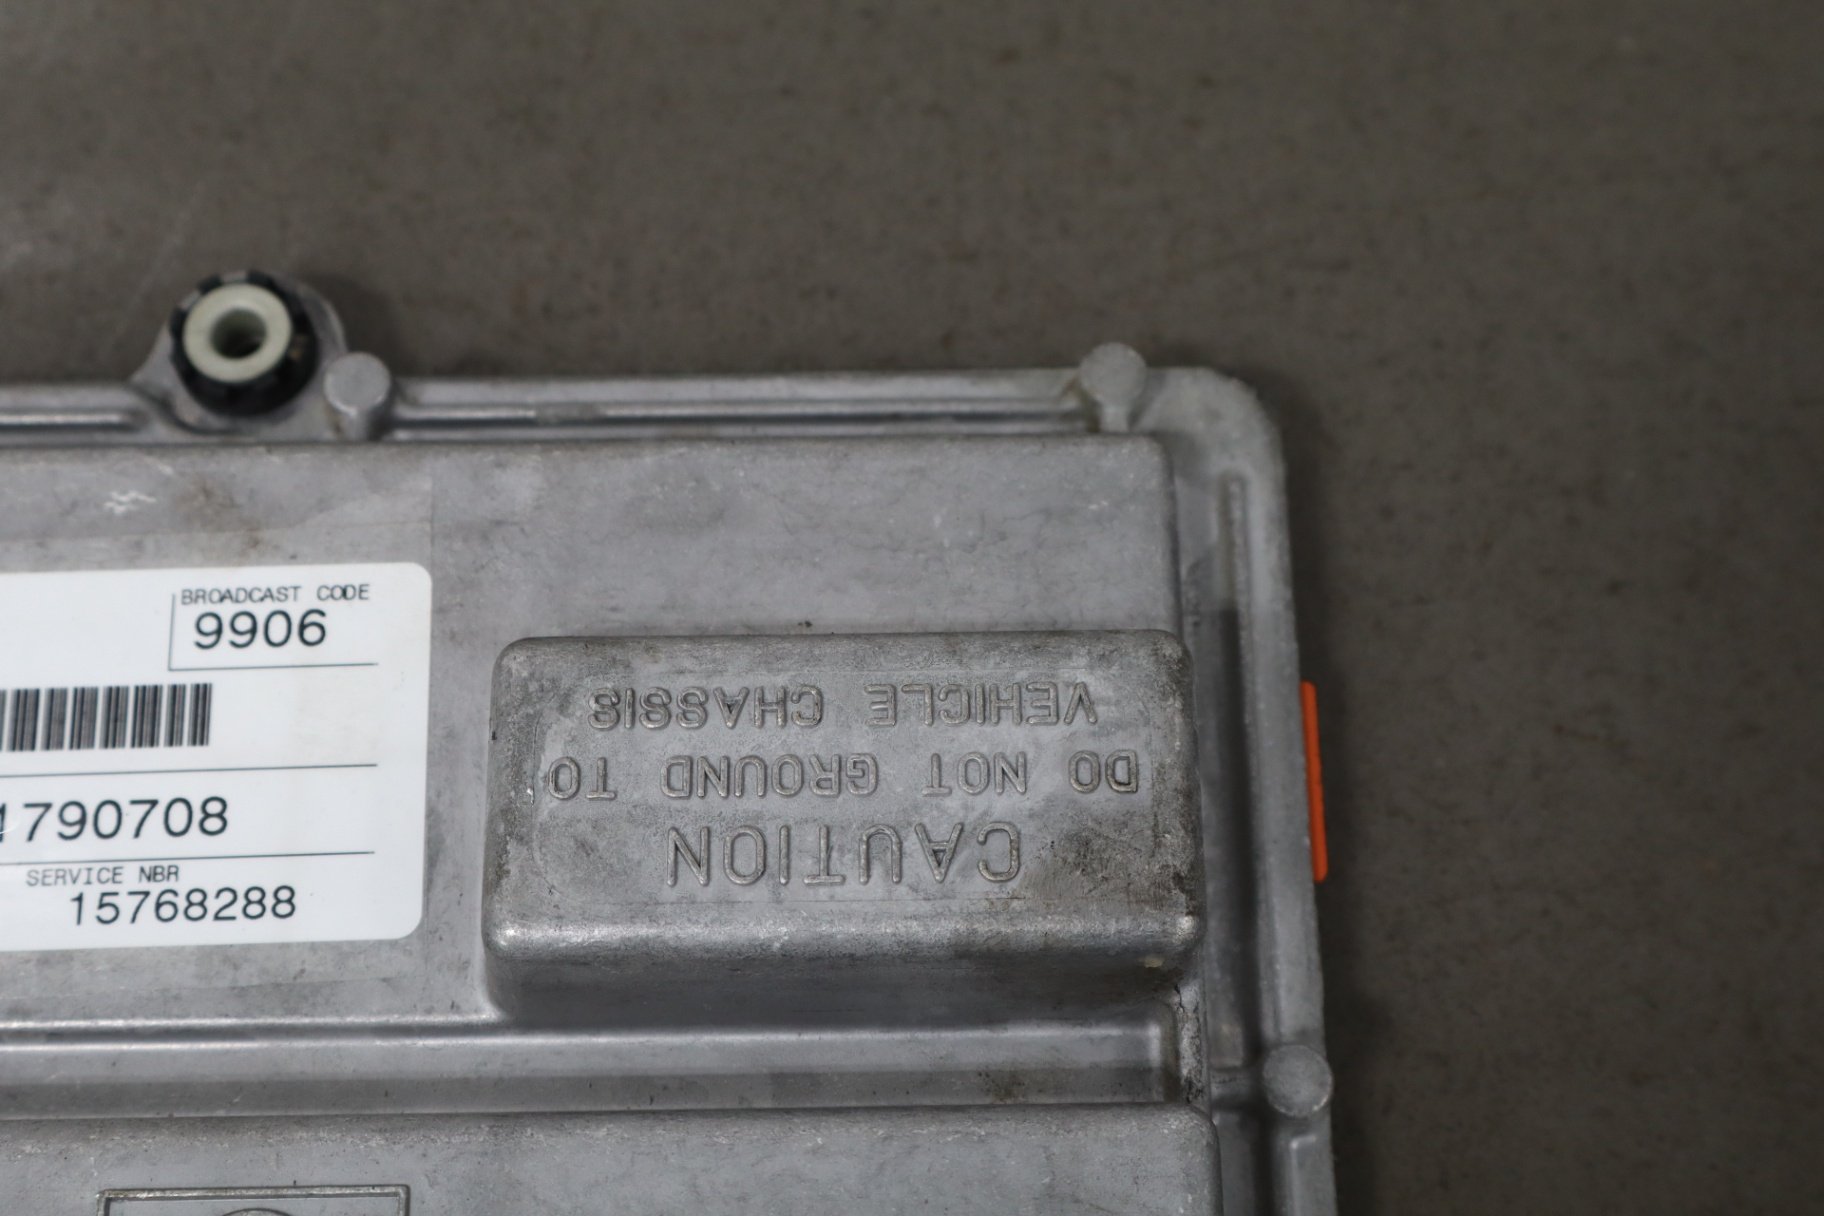 BROADCAST CODE
9906
1790708
SERVICE NBR
15768288
CAUTION
DO NOT GROUND TO
VEHICLE CHASSIS